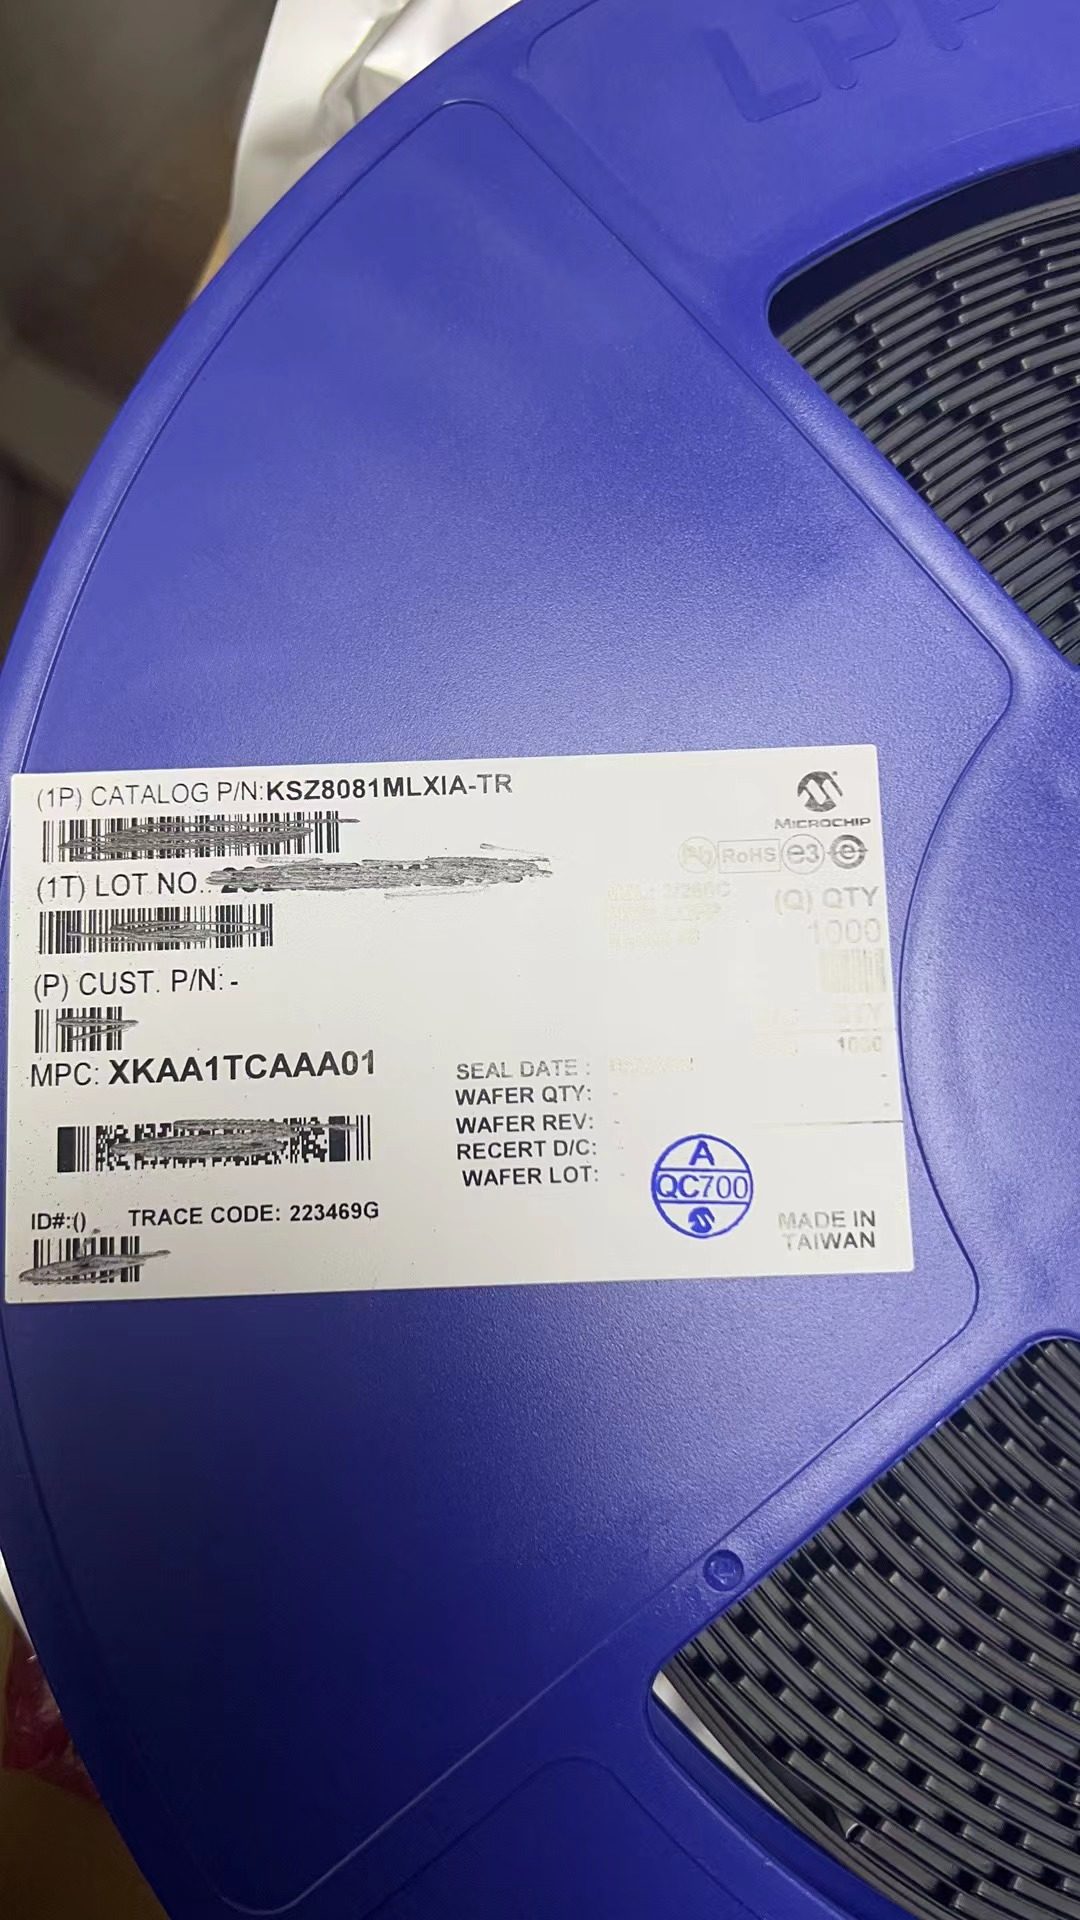 (1P) CATALOG P/N:KSZ8081MLXIA-TR
MICROCHIP
Pb RoHS e3 e
(1T) LOT NO.:
(Q) QTY
1000
(P) CUST. P/N: -
MPC: XKAA1TCAAA01
1000
SEAL DATE :
WAFER QTY: -
WAFER REV: -
RECERT D/C:
WAFER LOT: -
A
QC700
ID#:()
TRACE CODE: 223469G
MADE IN
TAIWAN